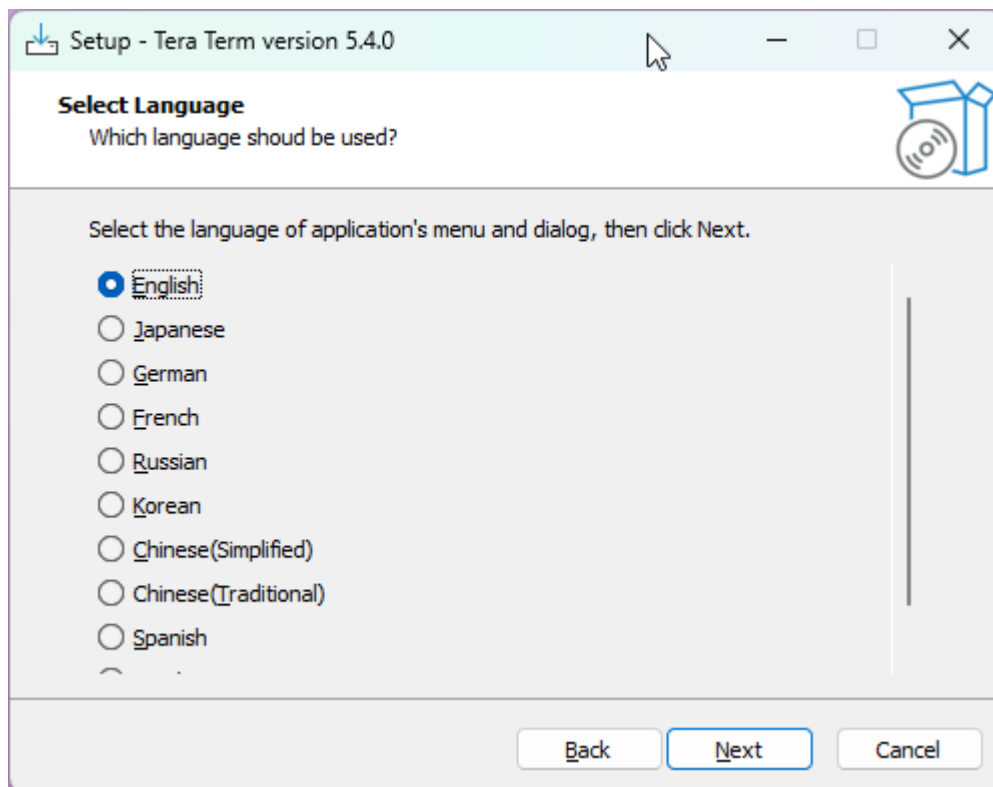 Setup - Tera Term version 5.4.0
Select Language
Which language shoud be used?
Select the language of application's menu and dialog, then click Next.
English
Japanese
German
French
Russian
Korean
Chinese(Simplified)
Chinese(Traditional)
Spanish
Back Next Cancel